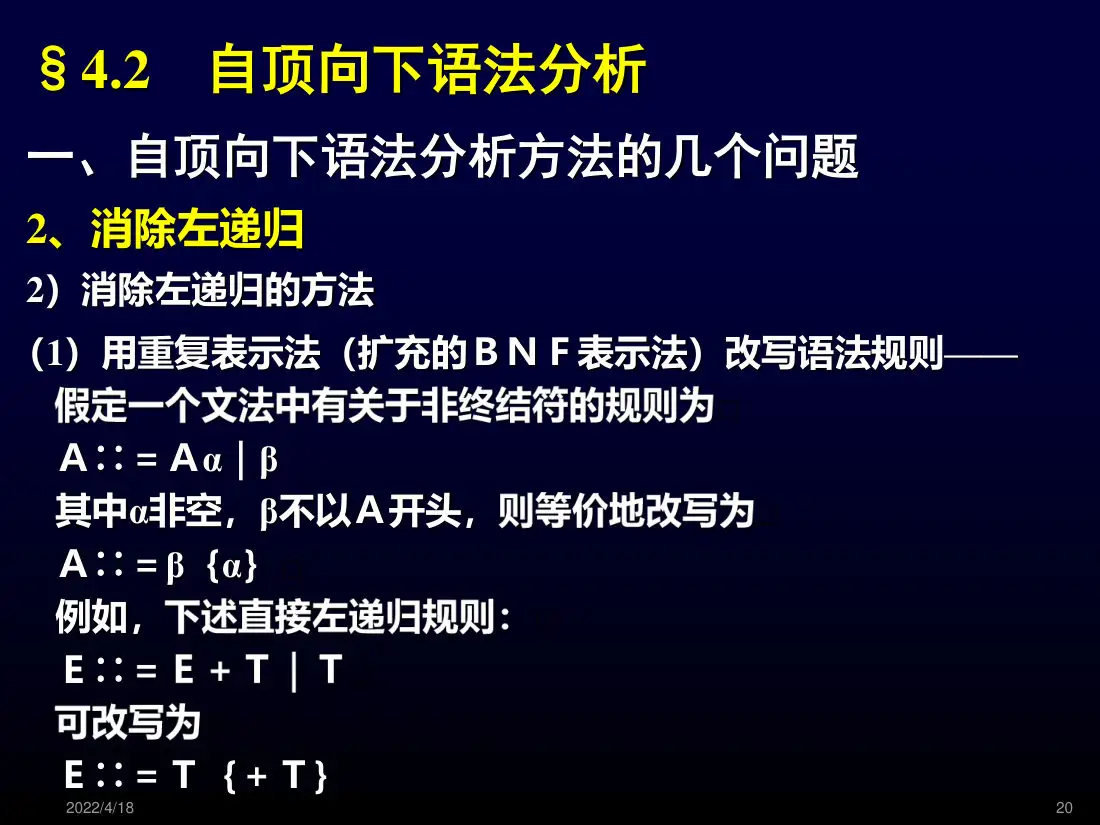 §4.2 自顶向下语法分析
一、自顶向下语法分析方法的几个问题
2、消除左递归
2）消除左递归的方法
（1）用重复表示法（扩充的ＢＮＦ表示法）改写语法规则——
假定一个文法中有关于非终结符的规则为
Ａ∷＝Ａα｜β
其中α非空，β不以Ａ开头，则等价地改写为
Ａ∷＝β｛α｝
例如，下述直接左递归规则：
Ｅ∷＝Ｅ＋Ｔ｜Ｔ
可改写为
Ｅ∷＝Ｔ｛＋Ｔ｝
2022/4/18
20